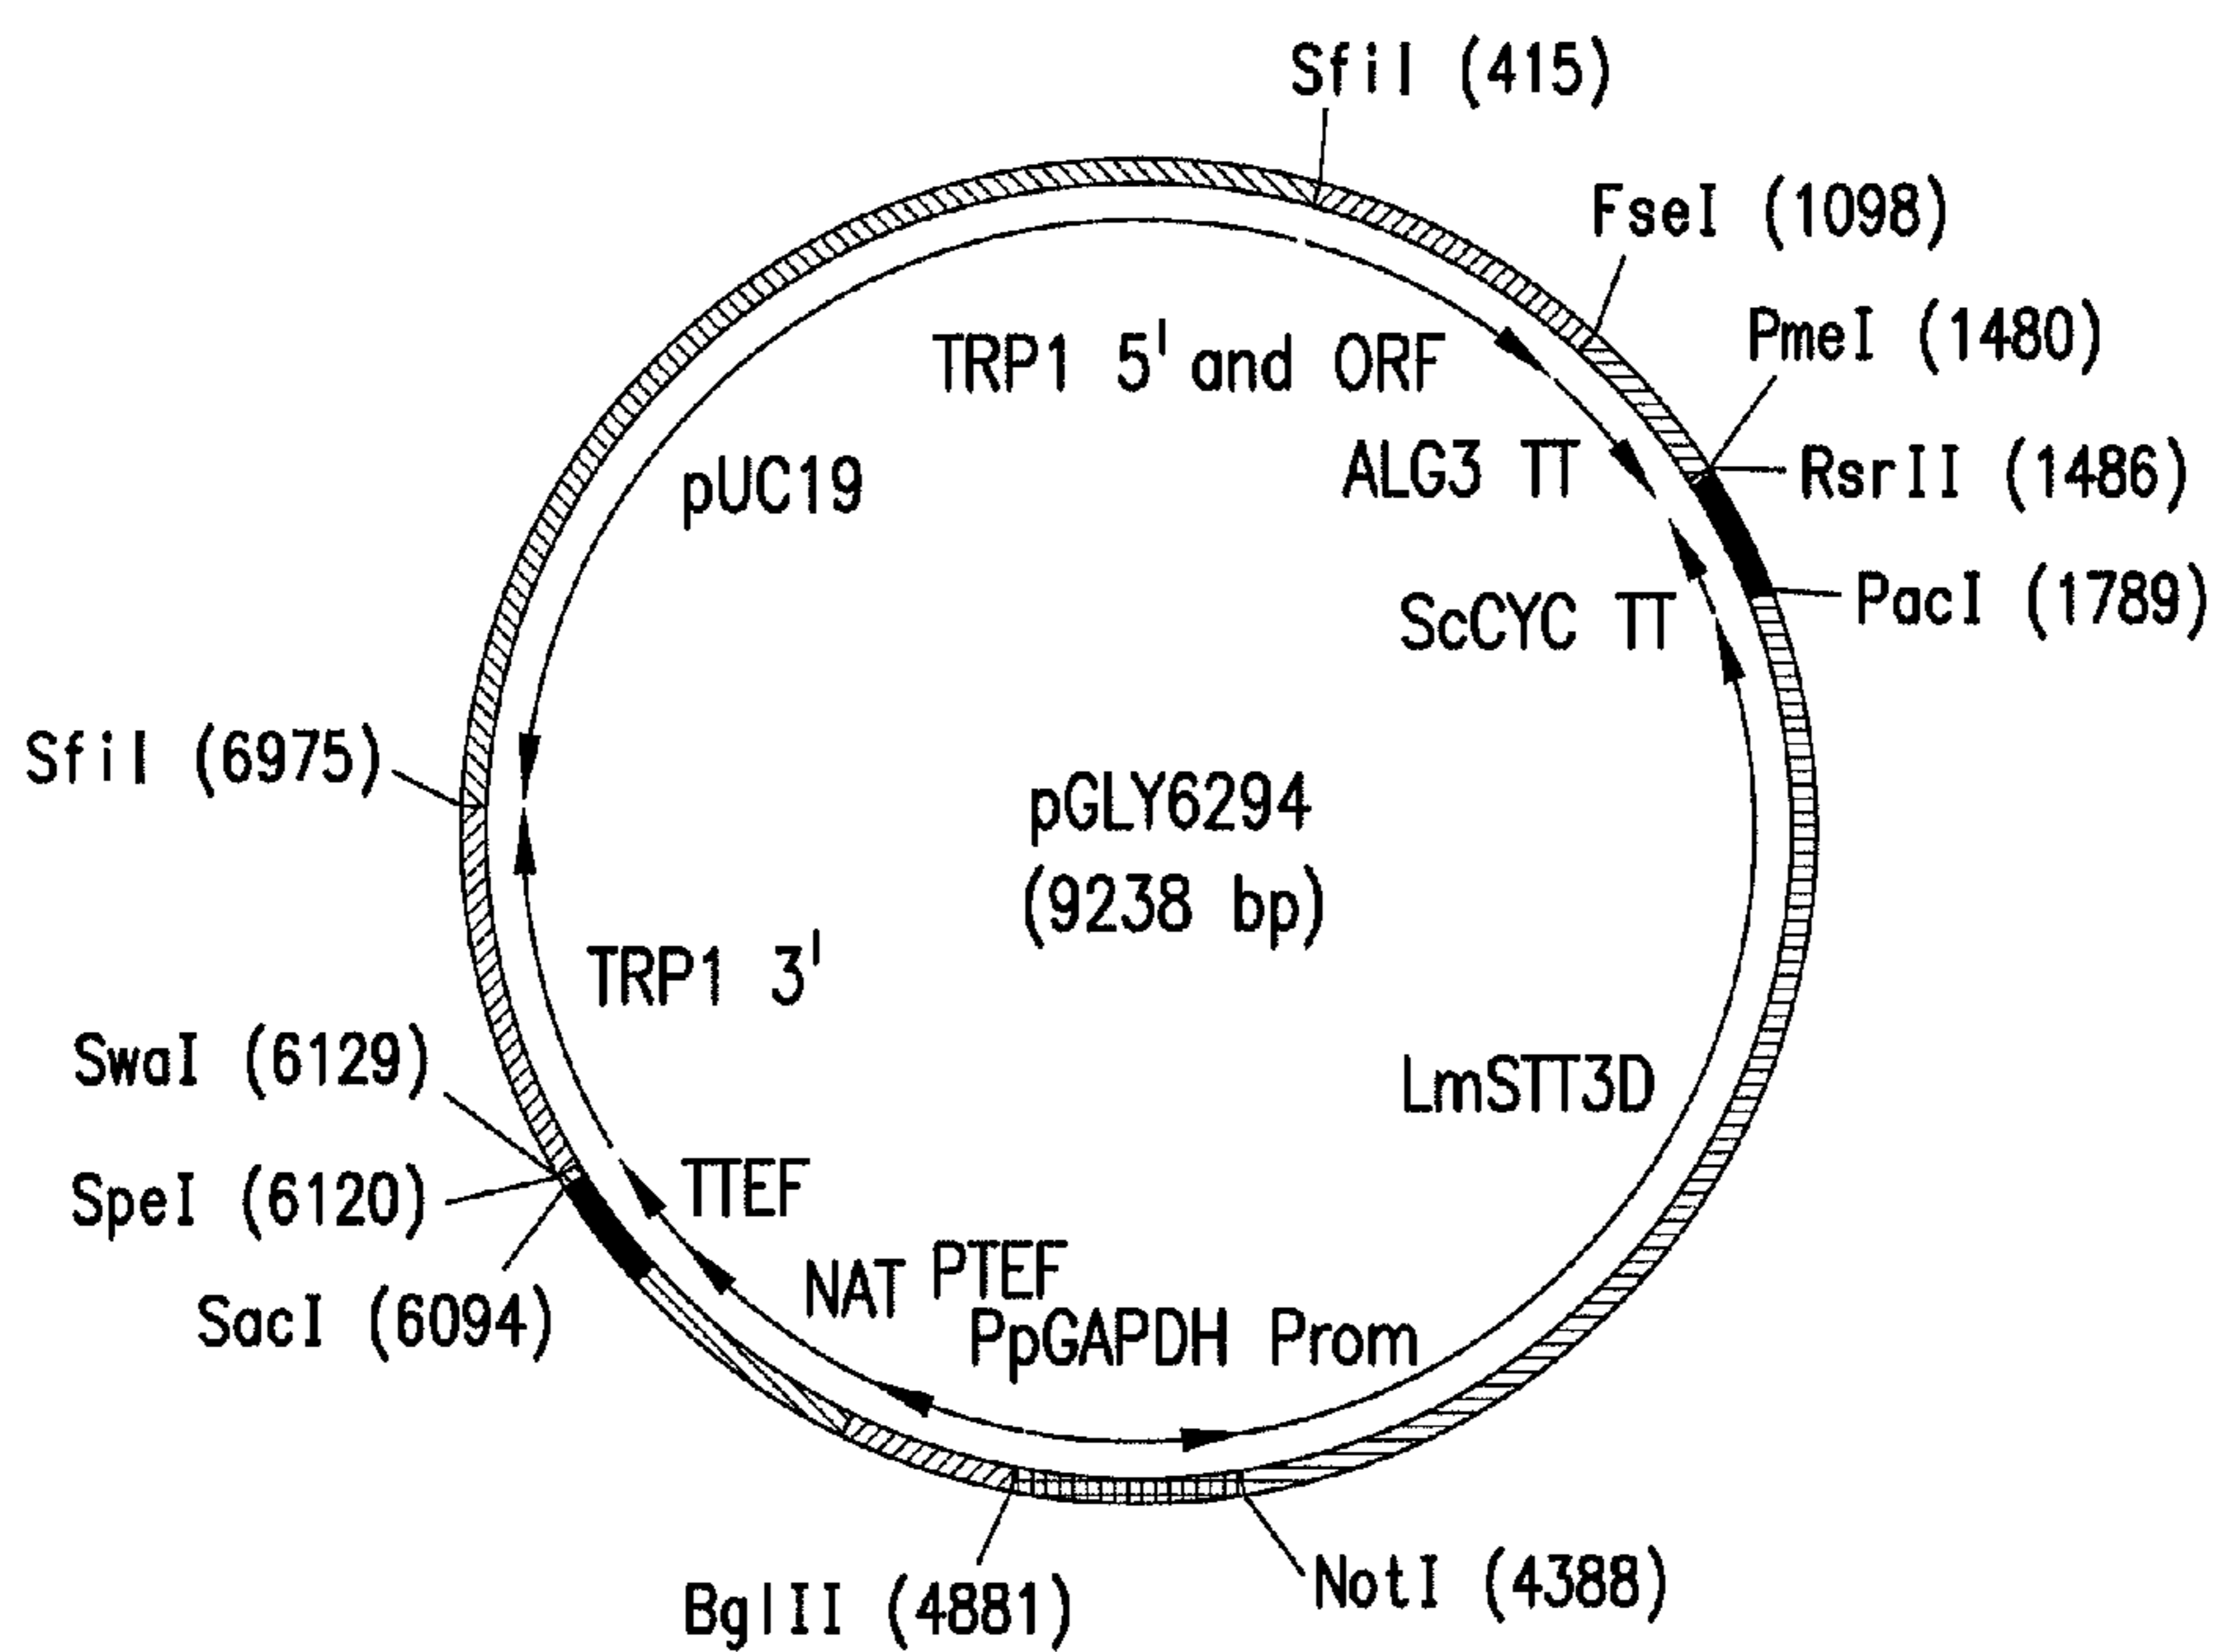 SfiI (415)
FseI (1098)
PmeI (1480)
TRP1 5' and ORF
ALG3 TT
RsrII (1486)
pUC19
PacI (1789)
ScCYC TT
SfiI (6975)
pGLY6294
(9238 bp)
TRP1 3'
SwaI (6129)
LmSTT3D
SpeI (6120)
TTEF
NAT
PTEF
SacI (6094)
PpGAPDH Prom
BglII (4881)
NotI (4388)